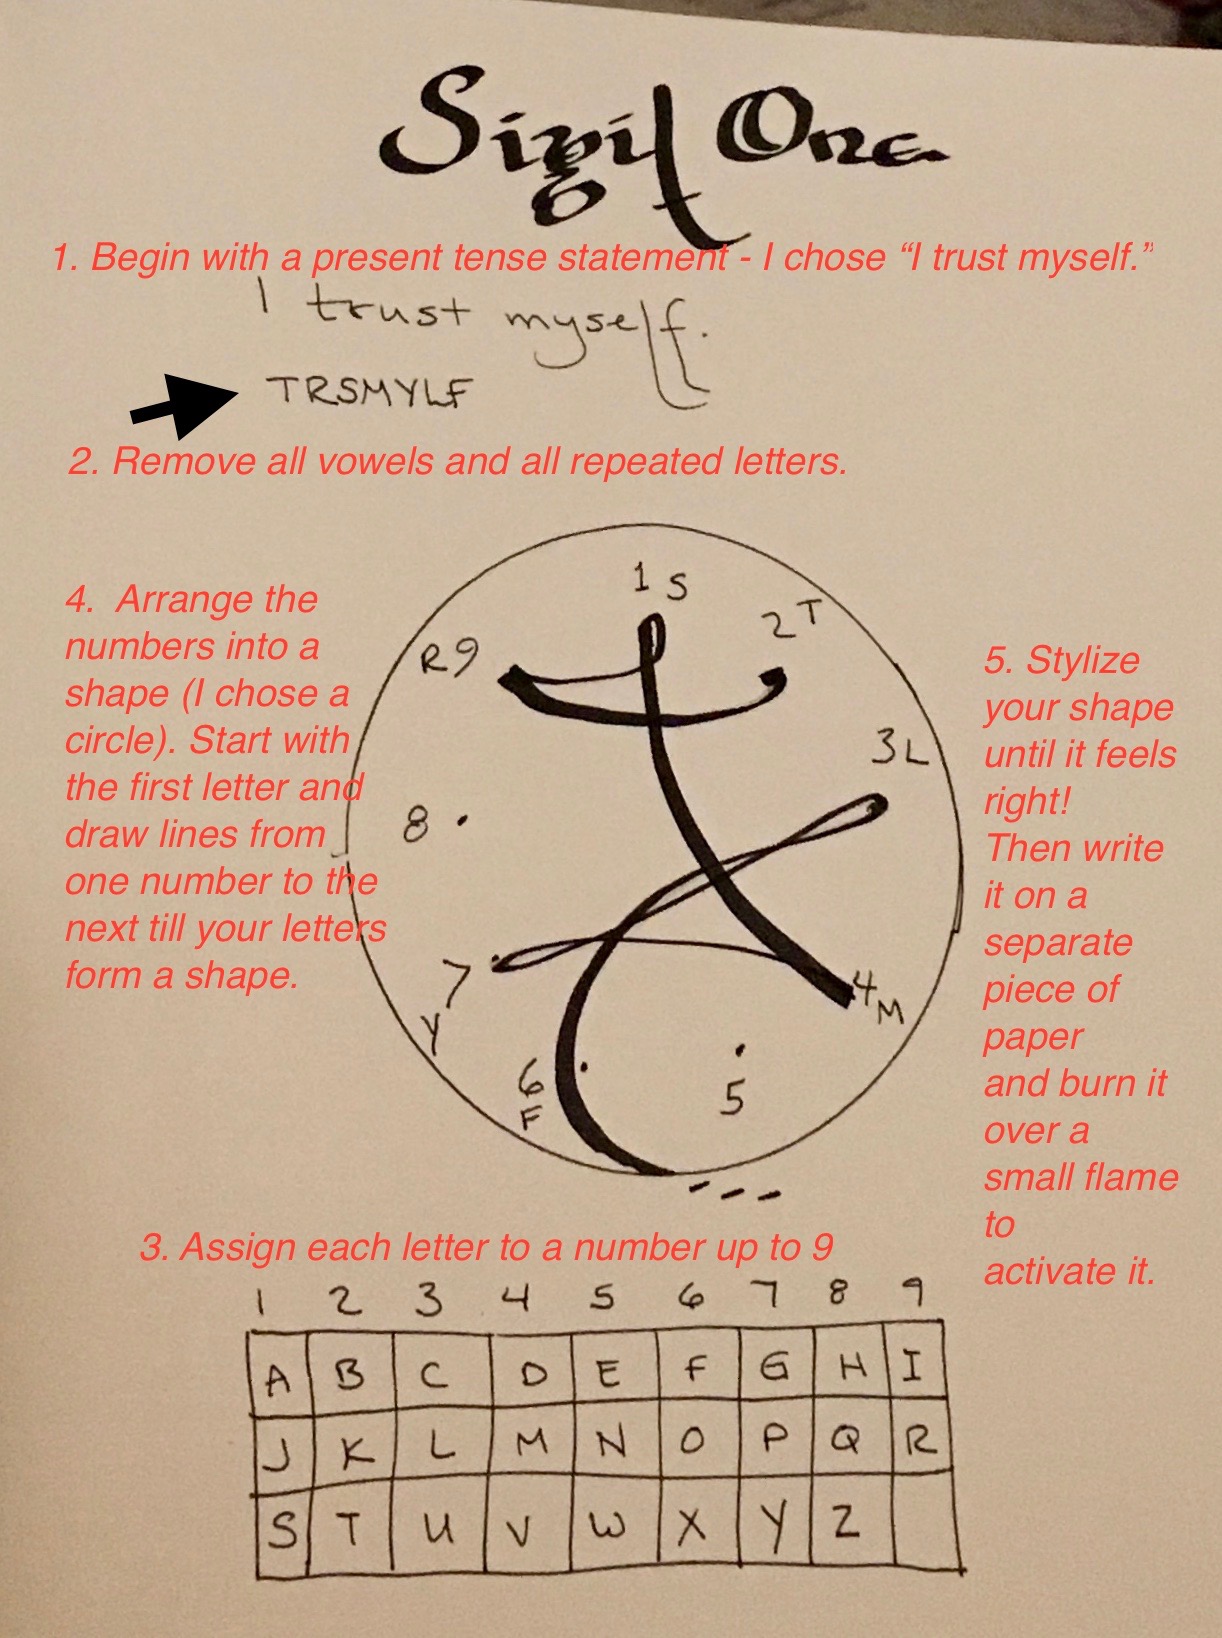 Sigil One
1. Begin with a present tense statement - I chose “I trust myself.”
I trust myself.
TRSMYLF
2. Remove all vowels and all repeated letters.
4. Arrange the
numbers into a
shape (I chose a
circle). Start with
the first letter and
draw lines from
one number to the
next till your letters
form a shape.
1 S
2 T
R 9
3 L
8
7
Y
4 M
6
F
5
5. Stylize
your shape
until it feels
right!
Then write
it on a
separate
piece of
paper
and burn it
over a
small flame
to
activate it.
3. Assign each letter to a number up to 9
1 2 3 4 5 6 7 8 9
A B C D E F G H I
J K L M N O P Q R
S T U V W X Y Z